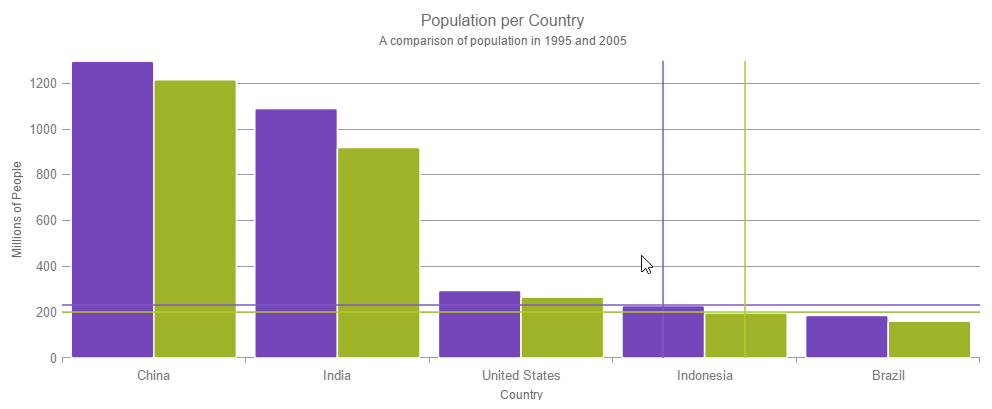 Population per Country
A comparison of population in 1995 and 2005
Millions of People
1200
1000
800
600
400
200
0
China India United States Indonesia Brazil
Country